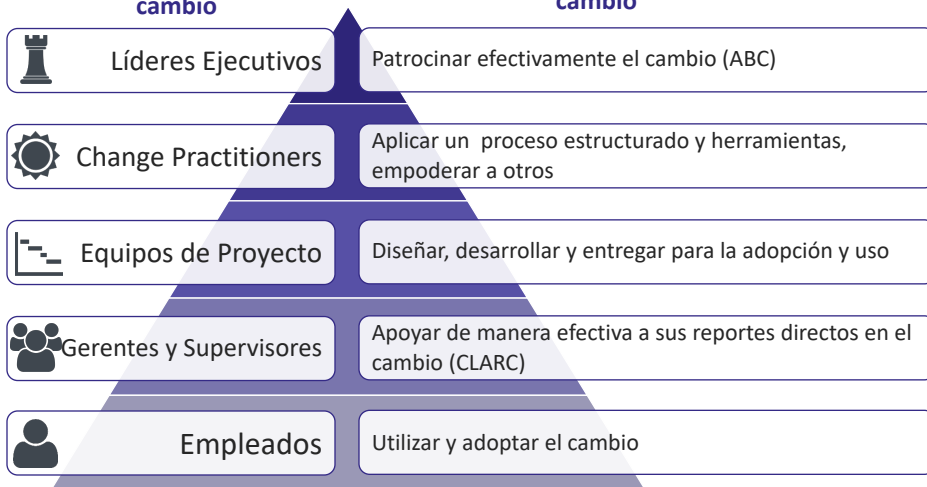 cambio
cambio
Líderes Ejecutivos
Patrocinar efectivamente el cambio (ABC)
Change Practitioners
Aplicar un proceso estructurado y herramientas,
empoderar a otros
Equipos de Proyecto
Diseñar, desarrollar y entregar para la adopción y uso
Gerentes y Supervisores
Apoyar de manera efectiva a sus reportes directos en el
cambio (CLARC)
Empleados
Utilizar y adoptar el cambio